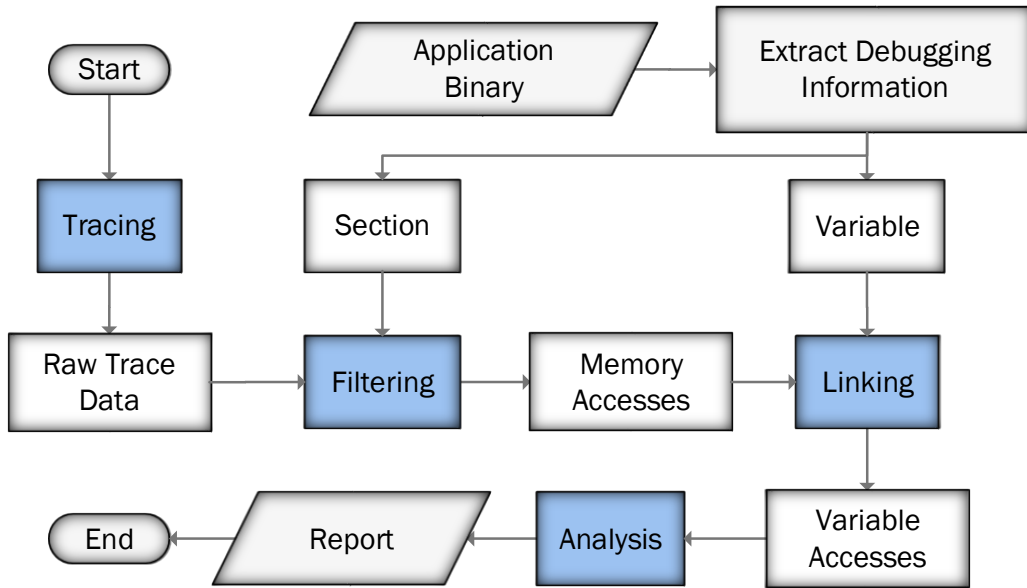 Start
Application
Binary
Extract Debugging
Information
Tracing
Section
Variable
Raw Trace
Data
Filtering
Memory
Accesses
Linking
End
Report
Analysis
Variable
Accesses